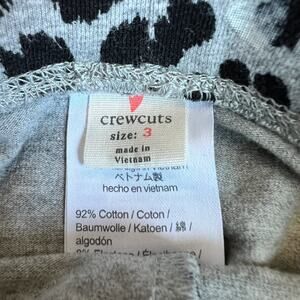 crewcuts
size: 3
made in
Vietnam
ベトナム製
hecho en vietnam
92% Cotton / Coton /
Baumwolle / Katoen / 綿 /
algodón